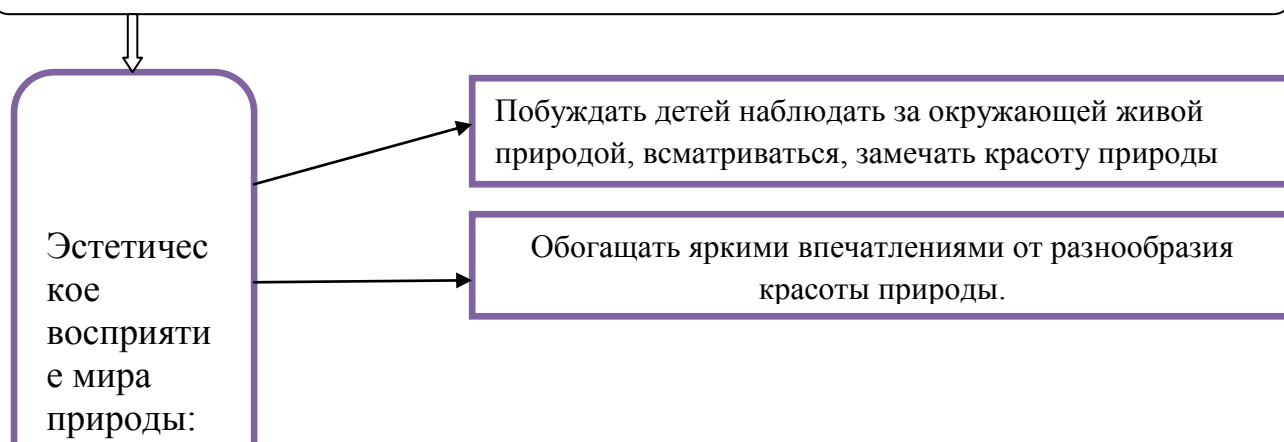 Побуждать детей наблюдать за окружающей живой
природой, всматриваться, замечать красоту природы
Обогащать яркими впечатлениями от разнообразия
красоты природы.
Эстетичес
кое
восприяти
е мира
природы: